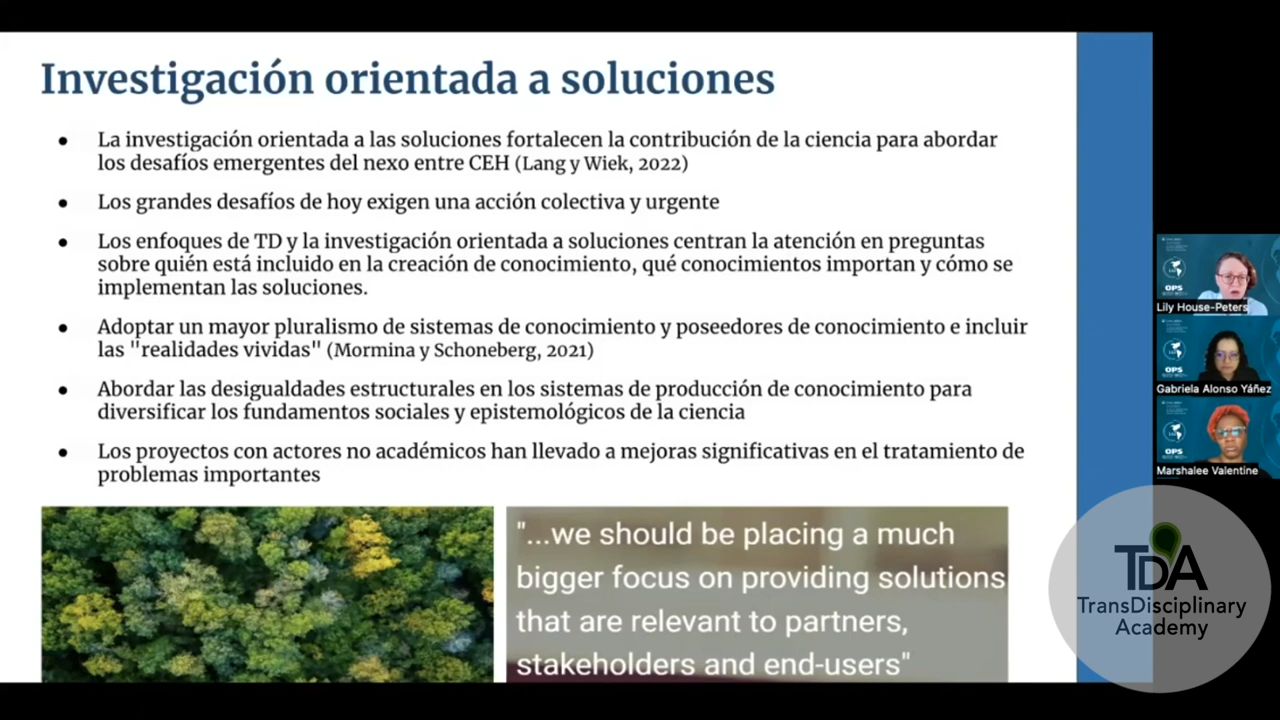 Investigación orientada a soluciones
● La investigación orientada a las soluciones fortalecen la contribución de la ciencia para abordar
los desafíos emergentes del nexo entre CEH (Lang y Wiek, 2022)
● Los grandes desafíos de hoy exigen una acción colectiva y urgente
● Los enfoques de TD y la investigación orientada a soluciones centran la atención en preguntas
sobre quién está incluido en la creación de conocimiento, qué conocimientos importan y cómo se
implementan las soluciones.
● Adoptar un mayor pluralismo de sistemas de conocimiento y poseedores de conocimiento e incluir
las "realidades vividas" (Mormina y Schoneberg, 2021)
● Abordar las desigualdades estructurales en los sistemas de producción de conocimiento para
diversificar los fundamentos sociales y epistemológicos de la ciencia
● Los proyectos con actores no académicos han llevado a mejoras significativas en el tratamiento de
problemas importantes
"...we should be placing a much
bigger focus on providing solutions
that are relevant to partners,
stakeholders and end-users"
OPS
Lily House-Peters
OPS
Gabriela Alonso Yáñez
OPS
Marshalee Valentine
TDA
TransDisciplinary
Academy